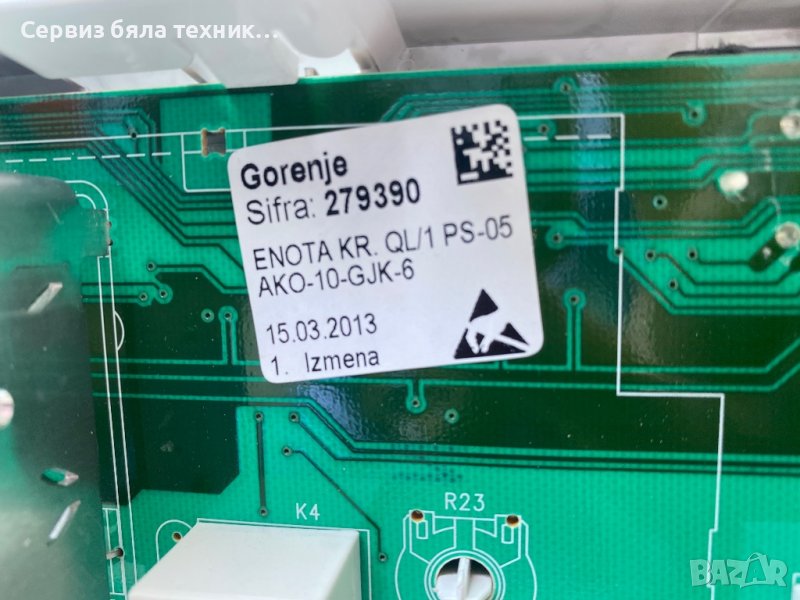 Сервиз бяла техник...
Gorenje
Sifra: 279390
ENOTA KR. QL/1 PS-05
AKO-10-GJK-6
15.03.2013
1. Izmena
K4
R23
BAZAR